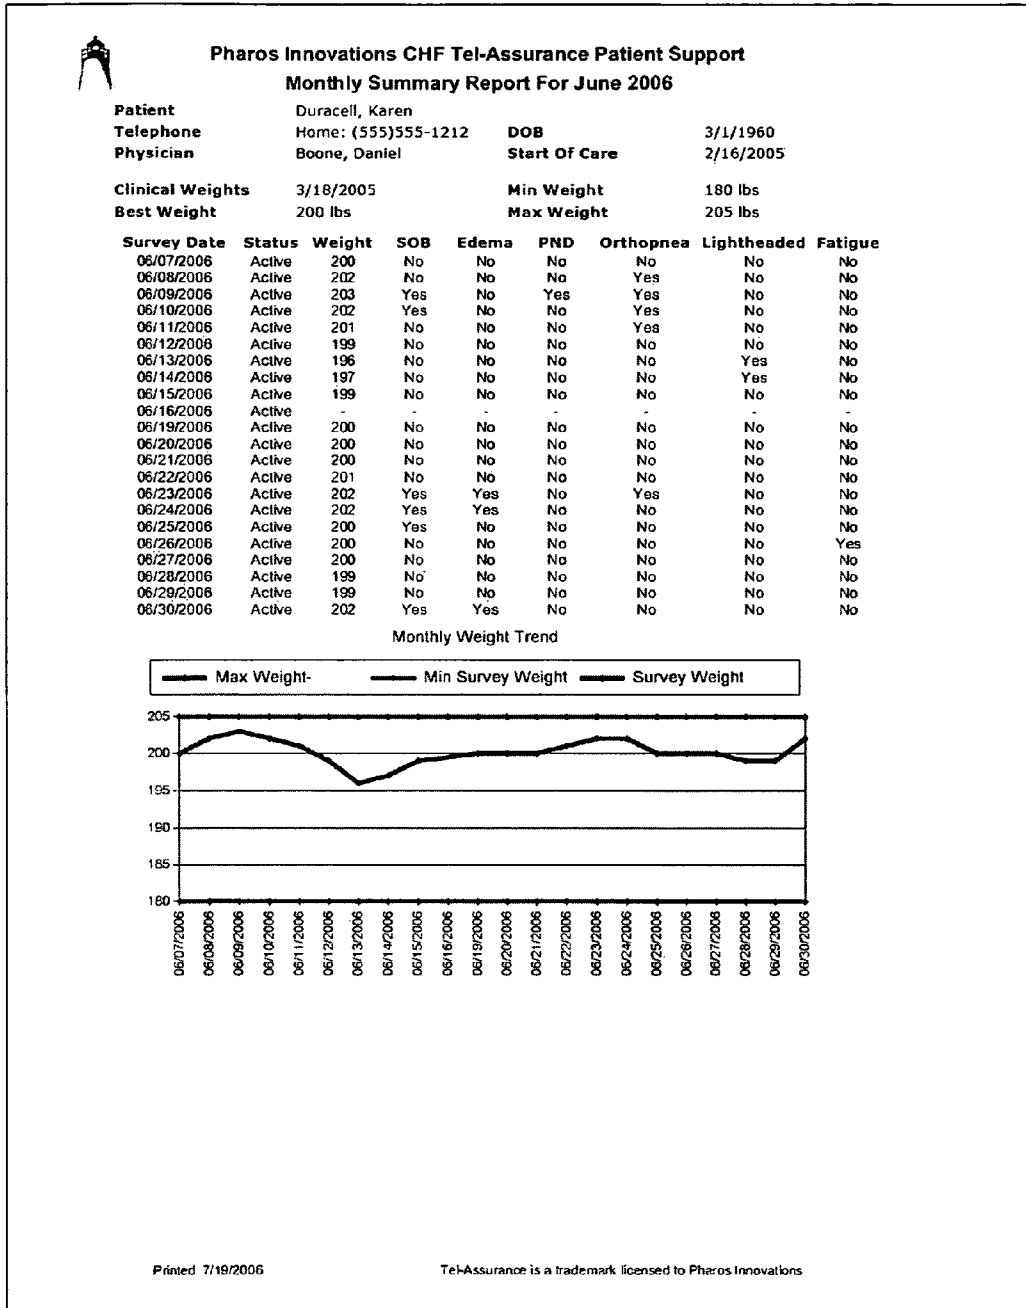 Pharos Innovations CHF Tel-Assurance Patient Support
Monthly Summary Report For June 2006
Patient Duracell, Karen
Telephone Home: (555)555-1212 DOB 3/1/1960
Physician Boone, Daniel Start Of Care 2/16/2005
Clinical Weights 3/18/2005 Min Weight 180 lbs
Best Weight 200 lbs Max Weight 205 lbs
Survey Date Status Weight SOB Edema PND Orthopnea Lightheaded Fatigue
06/07/2006 Active 200 No No No No No No
06/08/2006 Active 202 No No No Yes No No
06/09/2006 Active 203 Yes No Yes Yes No No
06/10/2006 Active 202 Yes No No Yes No No
06/11/2006 Active 201 No No No Yes No No
06/12/2006 Active 199 No No No No No No
06/13/2006 Active 196 No No No No Yes No
06/14/2006 Active 197 No No No No Yes No
06/15/2006 Active 199 No No No No No No
06/16/2006 Active - - - - - - -
06/19/2006 Active 200 No No No No No No
06/20/2006 Active 200 No No No No No No
06/21/2006 Active 200 No No No No No No
06/22/2006 Active 201 No No No No No No
06/23/2006 Active 202 Yes Yes No Yes No No
06/24/2006 Active 202 Yes Yes No No No No
06/25/2006 Active 200 Yes No No No No No
06/26/2006 Active 200 No No No No No Yes
06/27/2006 Active 200 No No No No No No
06/28/2006 Active 199 No No No No No No
06/29/2006 Active 199 No No No No No No
06/30/2006 Active 202 Yes Yes No No No No
Monthly Weight Trend
Max Weight- Min Survey Weight Survey Weight
205
200
195
190
185
180
06/07/2006
06/08/2006
06/09/2006
06/10/2006
06/11/2006
06/12/2006
06/13/2006
06/14/2006
06/15/2006
06/16/2006
06/19/2006
06/20/2006
06/21/2006
06/22/2006
06/23/2006
06/24/2006
06/25/2006
06/26/2006
06/27/2006
06/28/2006
06/29/2006
06/30/2006
Printed 7/19/2006 Tel-Assurance is a trademark licensed to Pharos Innovations